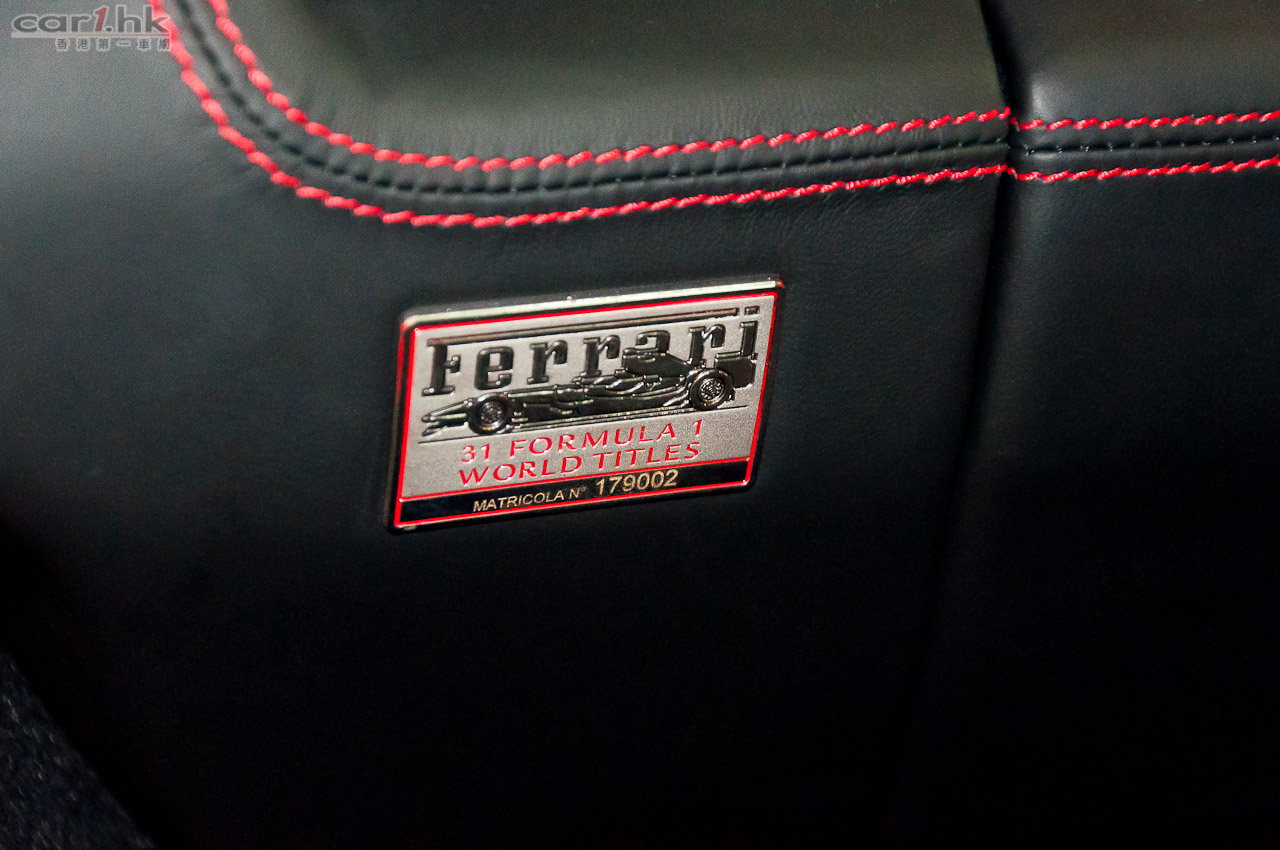 car1.hk
香港第一車網
Ferrari
31 FORMULA 1
WORLD TITLES
MATRICOLA N° 179002